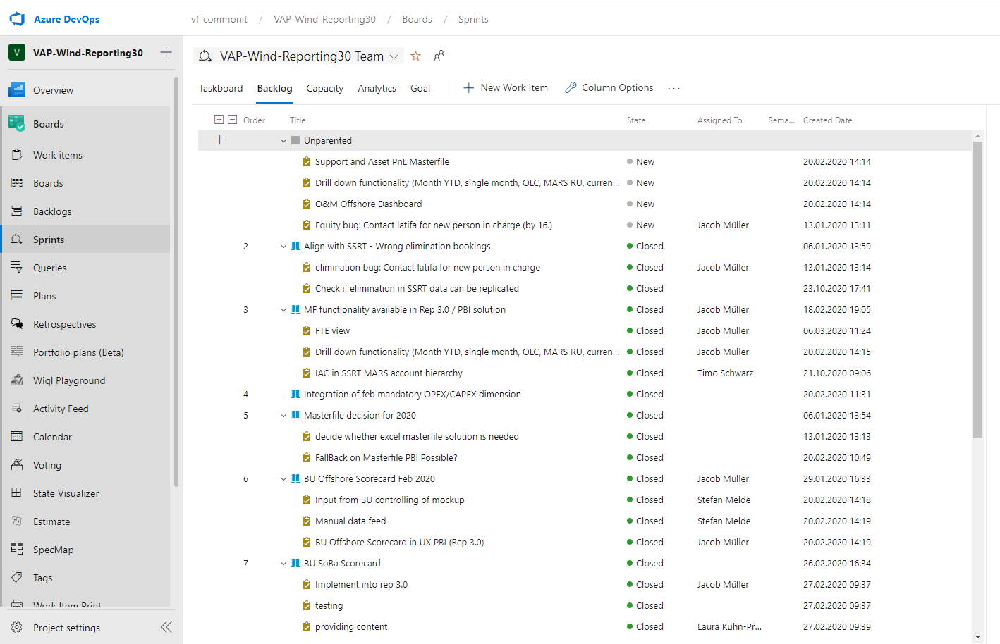 Azure DevOps
vf-commonit / VAP-Wind-Reporting30 / Boards / Sprints
V VAP-Wind-Reporting30
Overview
Boards
Work items
Boards
Backlogs
Sprints
Queries
Plans
Retrospectives
Portfolio plans (Beta)
Wiql Playground
Activity Feed
Calendar
Voting
State Visualizer
Estimate
SpecMap
Tags
Work Item Print
Project settings
VAP-Wind-Reporting30 Team
Taskboard Backlog Capacity Analytics Goal New Work Item Column Options ...
Order Title State Assigned To Rema... Created Date
Unparented
Support and Asset PnL Masterfile New 20.02.2020 14:14
Drill down functionality (Month YTD, single month, OLC, MARS RU, curren... New 20.02.2020 14:14
O&M Offshore Dashboard New 20.02.2020 14:14
Equity bug: Contact latifa for new person in charge (by 16.) New Jacob Müller 13.01.2020 13:11
2 Align with SSRT - Wrong elimination bookings Closed 06.01.2020 13:59
elimination bug: Contact latifa for new person in charge Closed Jacob Müller 13.01.2020 13:14
Check if elimination in SSRT data can be replicated Closed 23.10.2020 17:41
3 MF functionality available in Rep 3.0 / PBI solution Closed Jacob Müller 18.02.2020 19:05
FTE view Closed Jacob Müller 06.03.2020 11:24
Drill down functionality (Month YTD, single month, OLC, MARS RU, curren... Closed Jacob Müller 20.02.2020 14:15
IAC in SSRT MARS account hierarchy Closed Timo Schwarz 21.10.2020 09:06
4 Integration of feb mandatory OPEX/CAPEX dimension Closed 20.02.2020 11:31
5 Masterfile decision for 2020 Closed 06.01.2020 13:54
decide whether excel masterfile solution is needed Closed 13.01.2020 13:13
FallBack on Masterfile PBI Possible? Closed 20.02.2020 10:49
6 BU Offshore Scorecard Feb 2020 Closed Jacob Müller 29.01.2020 16:33
Input from BU controlling of mockup Closed Stefan Melde 20.02.2020 14:18
Manual data feed Closed Stefan Melde 20.02.2020 14:19
BU Offshore Scorecard in UX PBI (Rep 3.0) Closed Jacob Müller 20.02.2020 14:19
7 BU SoBa Scorecard Closed 26.02.2020 16:34
Implement into rep 3.0 Closed Jacob Müller 27.02.2020 09:37
testing Closed 27.02.2020 09:37
providing content Closed Laura Kühn-Pr... 27.02.2020 09:39